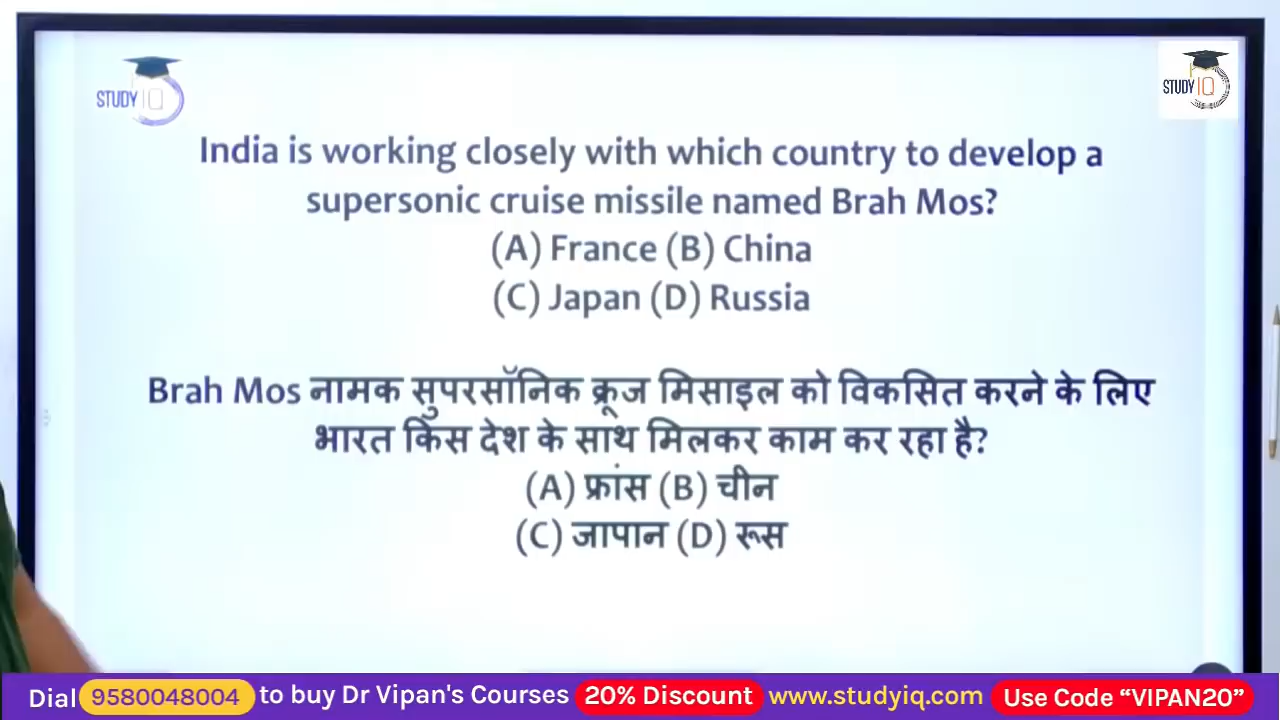 STUDY IQ
STUDY IQ
India is working closely with which country to develop a
supersonic cruise missile named Brah Mos?
(A) France (B) China
(C) Japan (D) Russia
Brah Mos नामक सुपरसॉनिक क्रूज मिसाइल को विकसित करने के लिए
भारत किस देश के साथ मिलकर काम कर रहा है?
(A) फ्रांस (B) चीन
(C) जापान (D) रूस
Dial 9580048004 to buy Dr Vipan's Courses 20% Discount www.studyiq.com Use Code “VIPAN20”